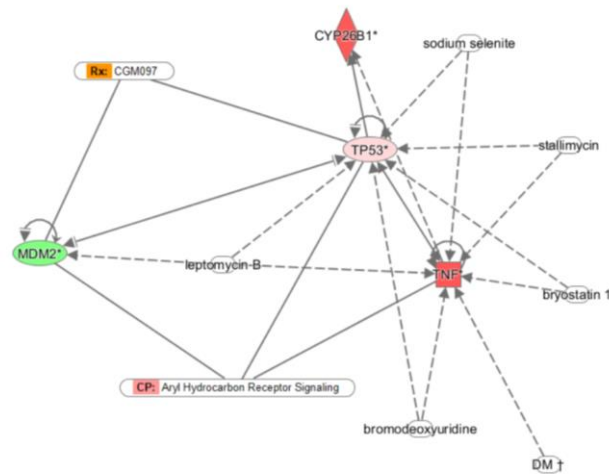 CYP26B1*
sodium selenite
Rx: CGM097
TP53*
stallimycin
MDM2*
leptomycin-B
TNF*
bryostatin 1
CP: Aryl Hydrocarbon Receptor Signaling
bromodeoxyuridine
DM †